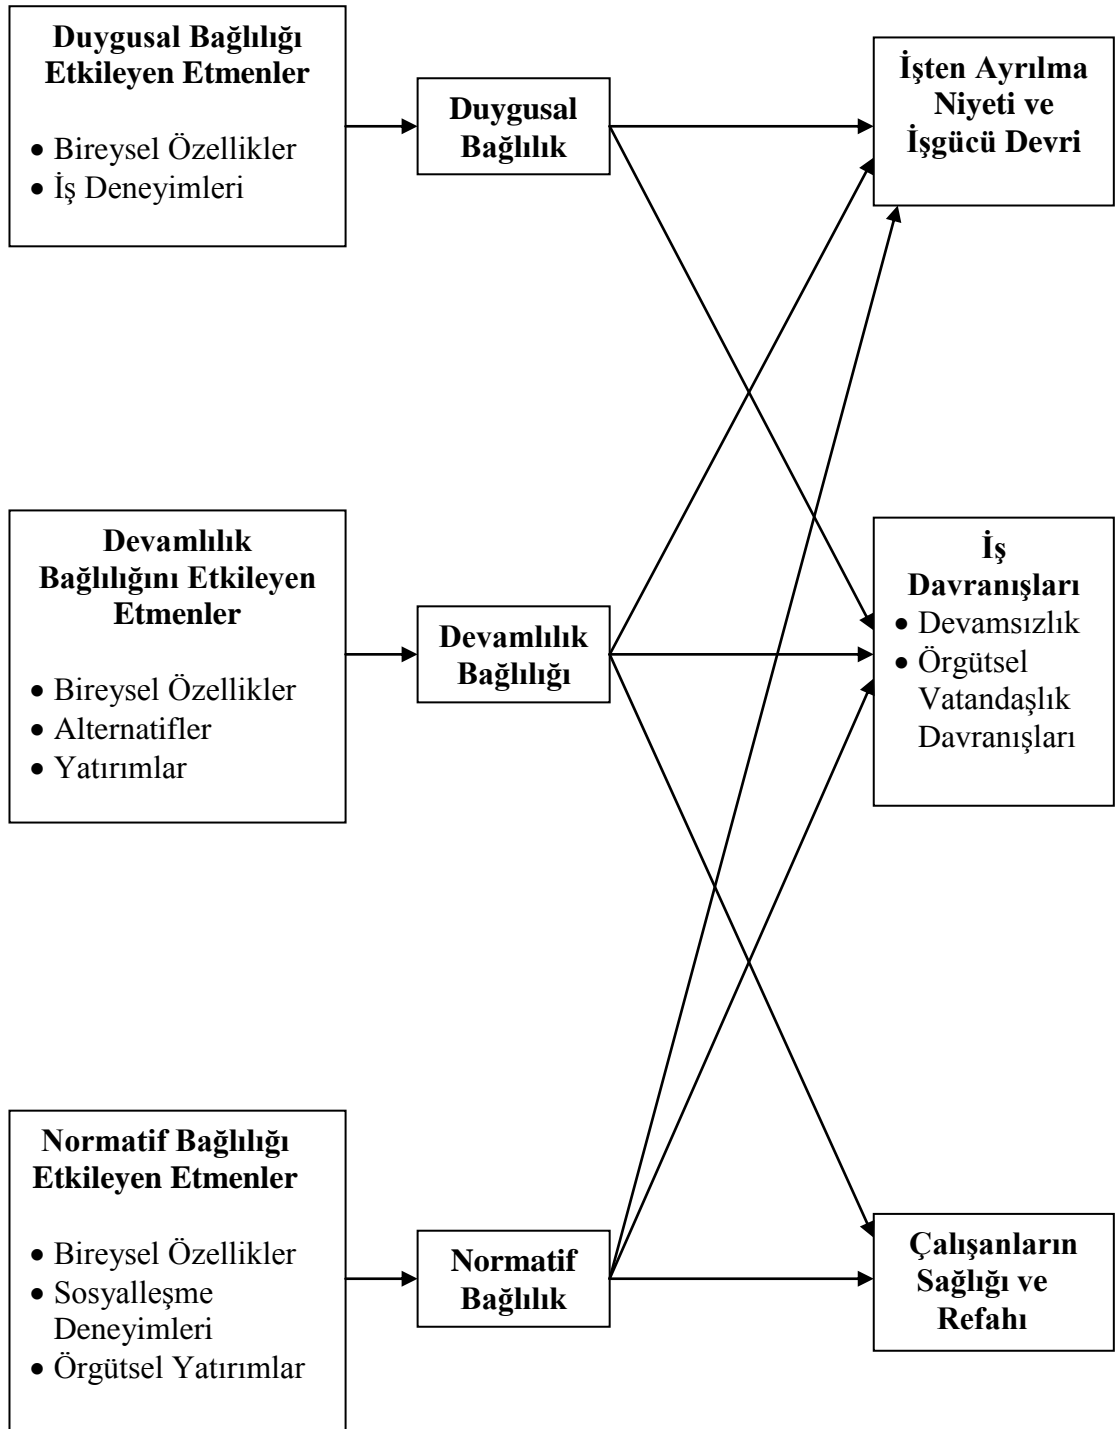 Duygusal Bağlılığı
Etkileyen Etmenler
• Bireysel Özellikler
• İş Deneyimleri
Duygusal
Bağlılık
İşten Ayrılma
Niyeti ve
İşgücü Devri
Devamlılık
Bağlılığını Etkileyen
Etmenler
• Bireysel Özellikler
• Alternatifler
• Yatırımlar
Devamlılık
Bağlılığı
İş
Davranışları
• Devamsızlık
• Örgütsel
Vatandaşlık
Davranışları
Normatif Bağlılığı
Etkileyen Etmenler
• Bireysel Özellikler
• Sosyalleşme
Deneyimleri
• Örgütsel Yatırımlar
Normatif
Bağlılık
Çalışanların
Sağlığı ve
Refahı